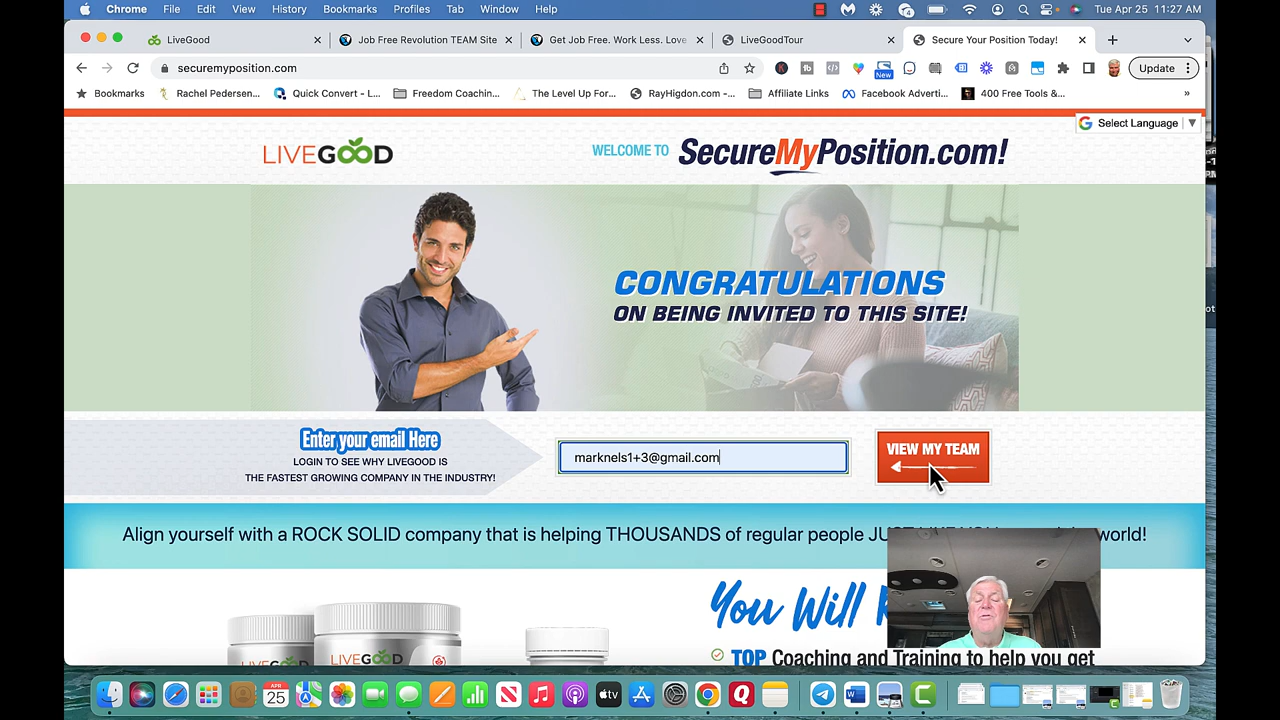 Chrome File Edit View History Bookmarks Profiles Tab Window Help Tue Apr 25 11:27 AM
LiveGood Job Free Revolution TEAM Site Get Job Free. Work Less. Love LiveGoodTour Secure Your Position Today!
securemyposition.com New Update
Bookmarks Rachel Pedersen... Quick Convert - L... Freedom Coachin... The Level Up For... RayHigdon.com -... Affiliate Links Facebook Adverti... 400 Free Tools &... »
Select Language
LIVEGOOD WELCOME TO SecureMyPosition.com!
CONGRATULATIONS
ON BEING INVITED TO THIS SITE!
Enter your email Here
LOGIN TO SEE WHY LIVEGOOD IS
THE FASTEST GROWING COMPANY IN THE INDUSTRY!
marknels1+3@gmail.com
VIEW MY TEAM
Align yourself with a ROCK SOLID company that is helping THOUSANDS of regular people world!
You Will
LIVEGOOD LIVEGOOD
TOP Coaching and Training to help you get
APR
25